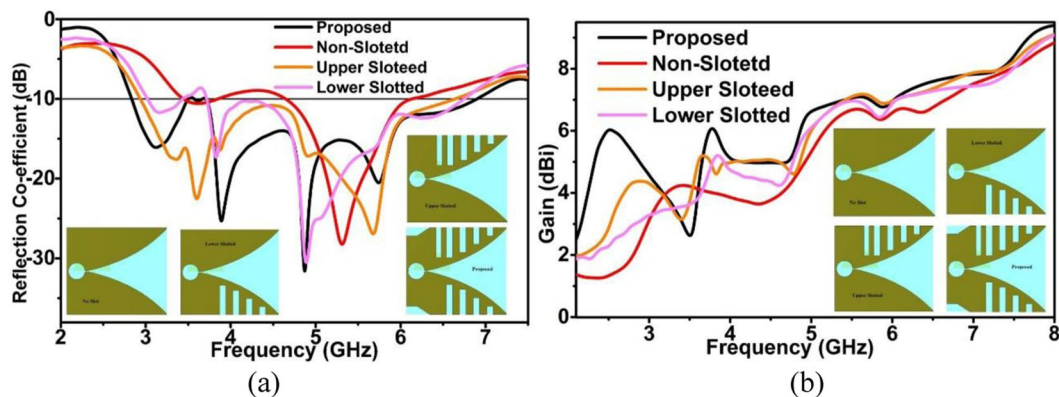 0
-10
-20
-30
Reflection Co-efficient (dB)
Proposed
Non-Slotetd
Upper Sloteed
Lower Slotted
No Slot
Lower Slotted
Upper Slotted
Proposed
2 3 4 5 6 7
Frequency (GHz)
(a)
8
6
4
2
0
Gain (dBi)
Proposed
Non-Slotetd
Upper Sloteed
Lower Slotted
No Slot
Lower Slotted
Upper Slotted
Proposed
3 4 5 6 7 8
Frequency (GHz)
(b)